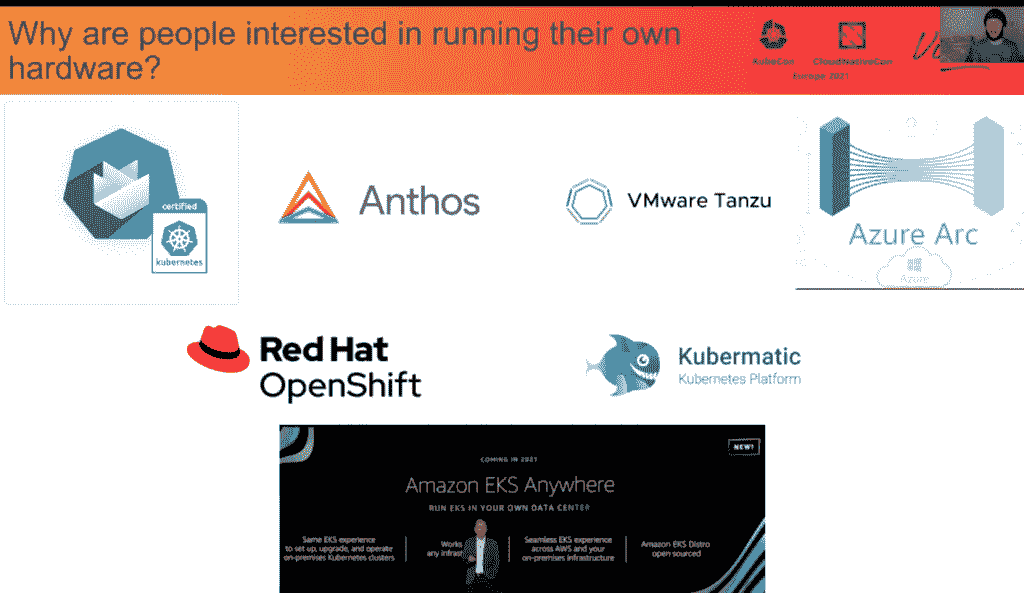 Why are people interested in running their own
hardware?
KubeCon
CloudNativeCon
Europe 2021
certified
kubernetes
Anthos
VMware Tanzu
Azure Arc
Azure
Red Hat
OpenShift
Kubermatic
Kubernetes Platform
NEW!
COMING IN 2021
Amazon EKS Anywhere
RUN EKS IN YOUR OWN DATA CENTER
Same EKS experience
to set up, upgrade, and operate
on-premises Kubernetes clusters
Works
any infrast
Seamless EKS experience
across AWS and your
on-premises infrastructure
Amazon EKS Distro
open sourced